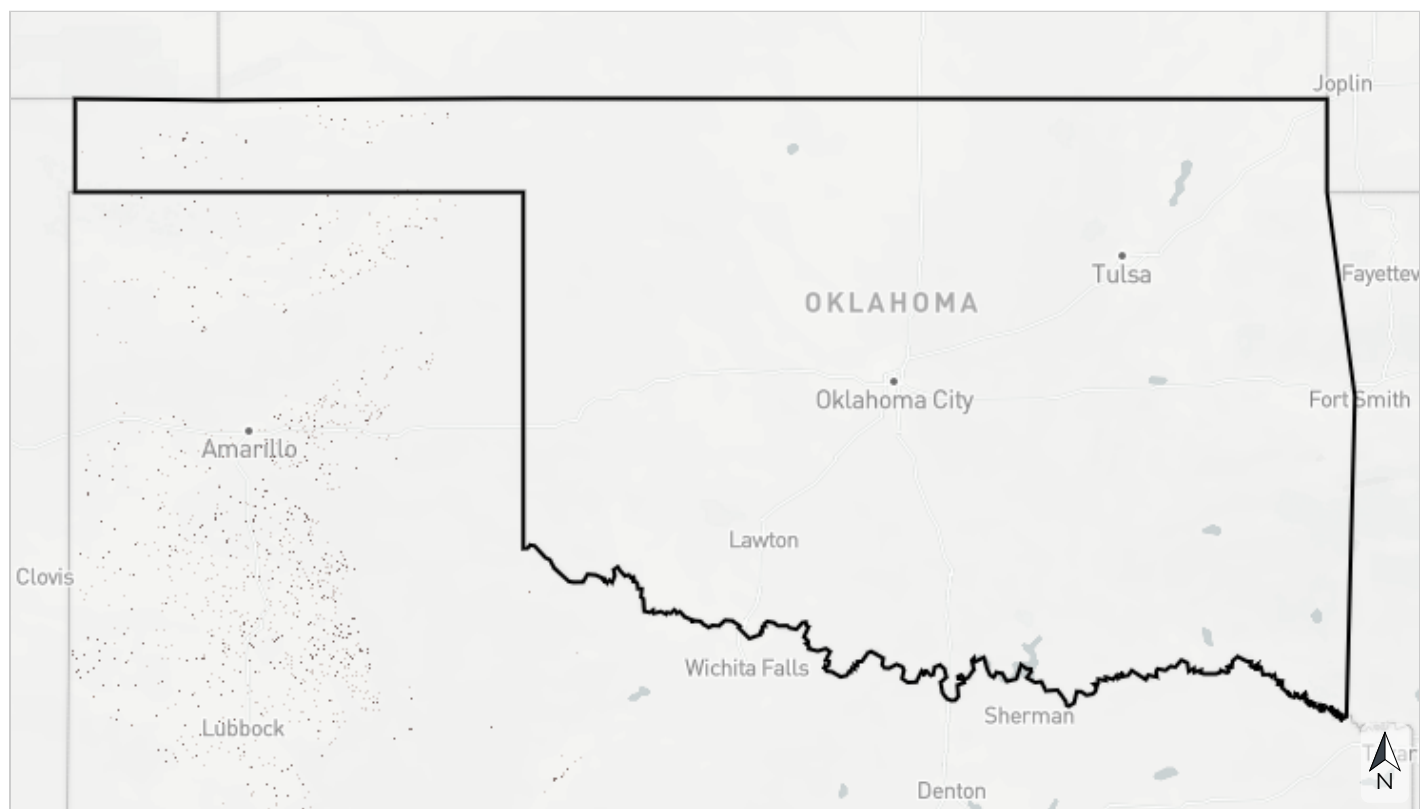 Joplin
Tulsa
Fayettev
OKLAHOMA
Oklahoma City
Fort Smith
Amarillo
Lawton
Clovis
Wichita Falls
Sherman
Lubbock
N
Denton